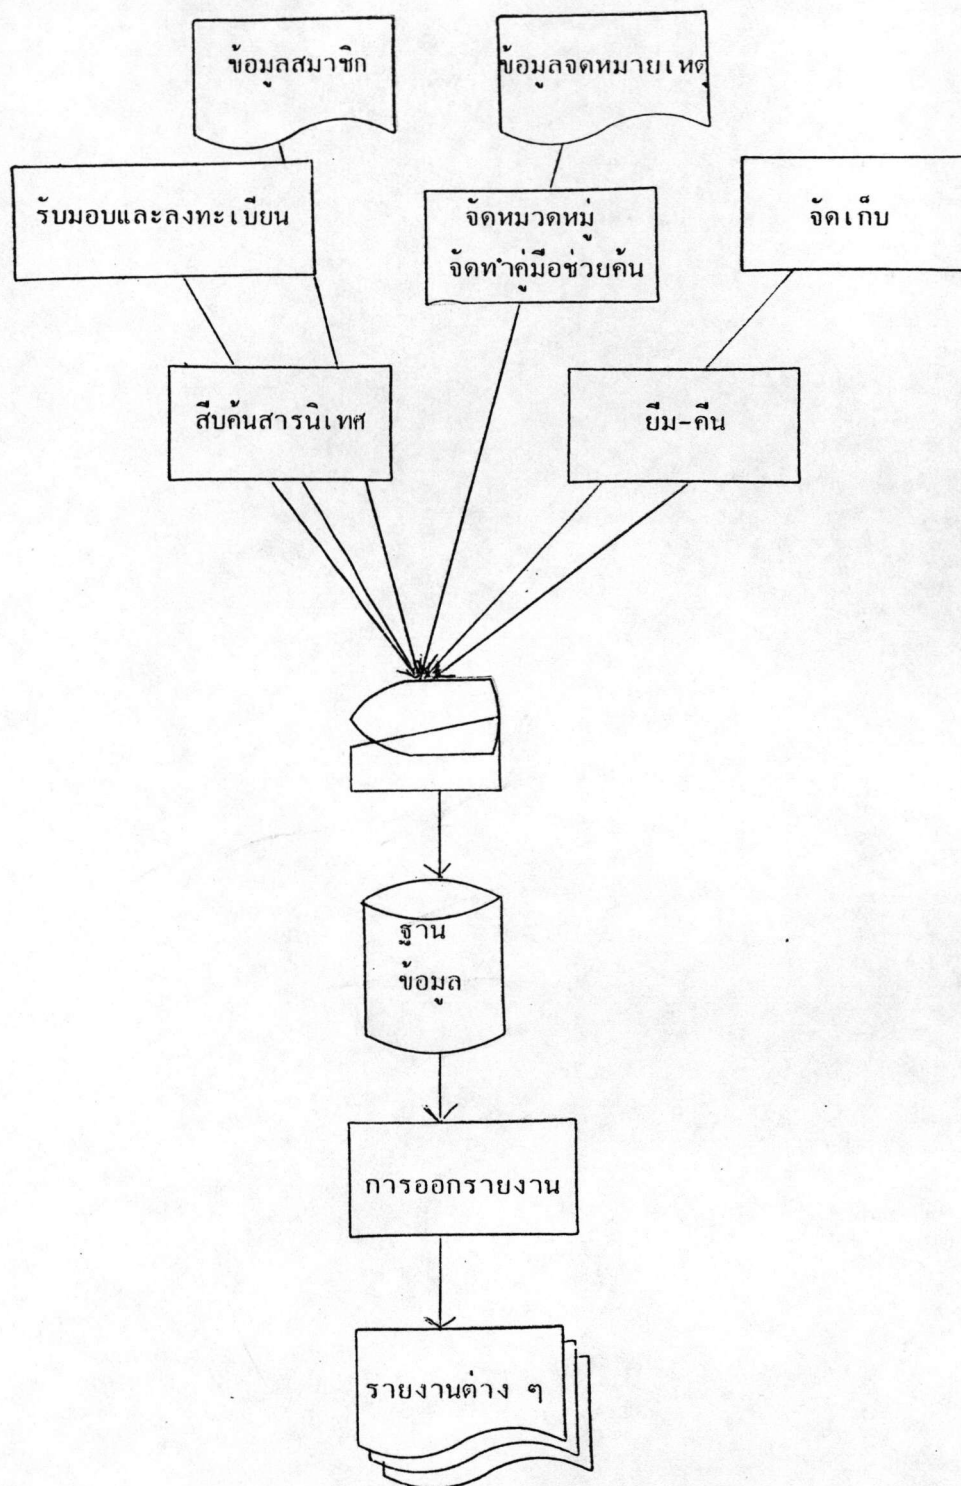 ข้อมูลสมาชิก
ข้อมูลจดหมายเหตุ
รับมอบและลงทะเบียน
จัดหมวดหมู่
จัดทำคู่มือช่วยค้น
จัดเก็บ
สืบค้นสารนิเทศ
ยืม-คืน
ฐาน
ข้อมูล
การออกรายงาน
รายงานต่าง ๆ